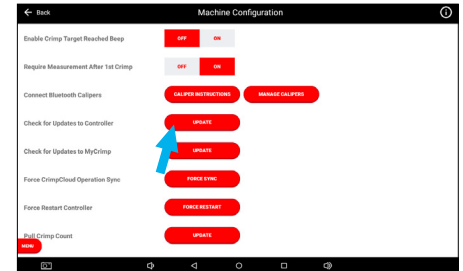 Back Machine Configuration
Enable Crimp Target Reached Beep OFF ON
Require Measurement After 1st Crimp OFF ON
Connect Bluetooth Calipers CALIPER INSTRUCTIONS MANAGE CALIPERS
Check for Updates to Controller UPDATE
Check for Updates to MyCrimp UPDATE
Force CrimpCloud Operation Sync FORCE SYNC
Force Restart Controller FORCE RESTART
Pull Crimp Count UPDATE
MENU